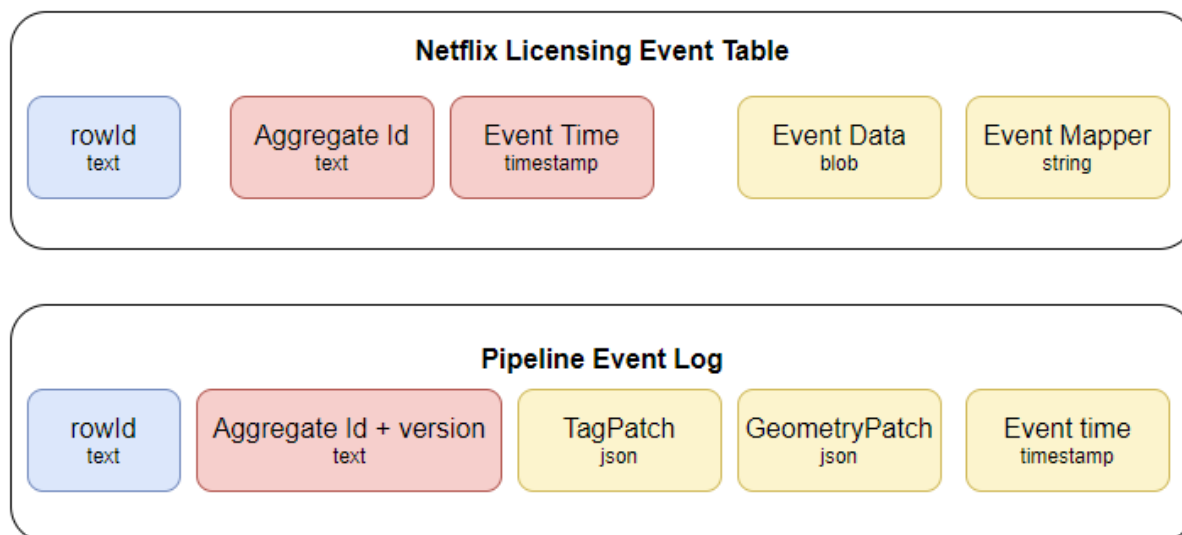 Netflix Licensing Event Table
rowId
text
Aggregate Id
text
Event Time
timestamp
Event Data
blob
Event Mapper
string
Pipeline Event Log
rowId
text
Aggregate Id + version
text
TagPatch
json
GeometryPatch
json
Event time
timestamp